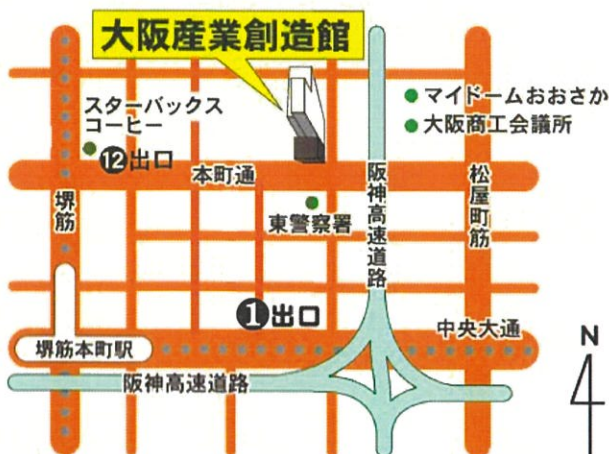 大阪産業創造館
スターバックス
コーヒー
マイドームおおさか
大阪商工会議所
12出口
本町通
堺筋
東警察署
阪神高速道路
松屋町筋
1出口
中央大通
堺筋本町駅
阪神高速道路
N